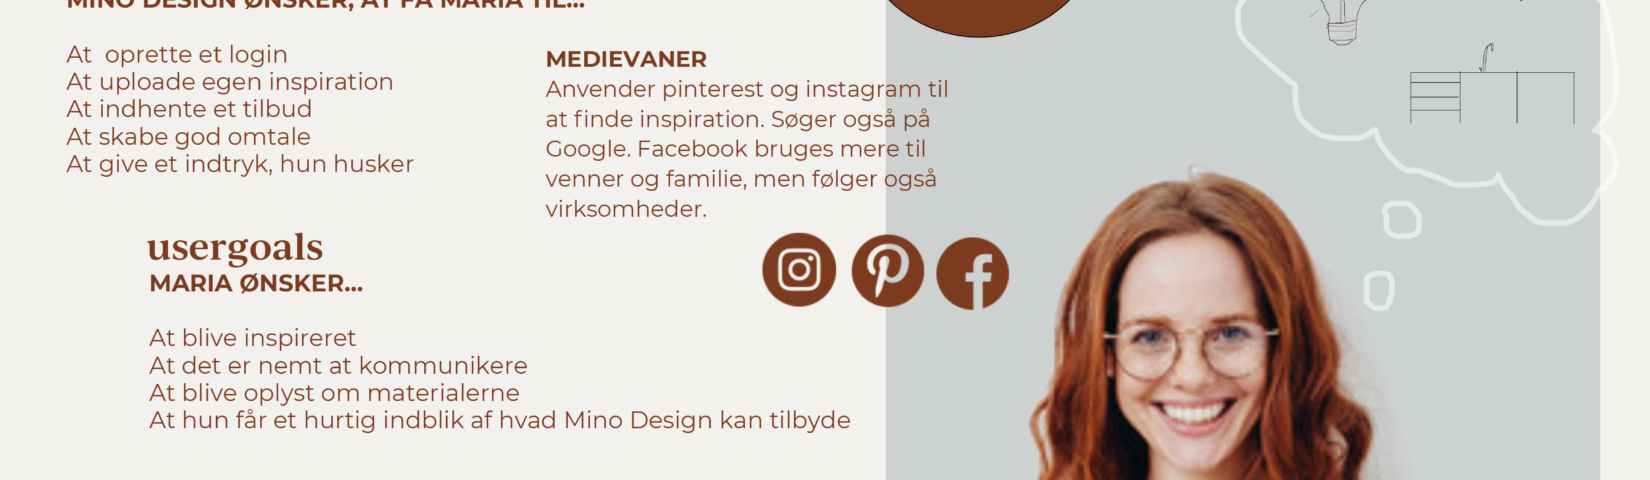 MINO DESIGN ØNSKER, AT FÅ MARIA TIL...
At oprette et login
At uploade egen inspiration
At indhente et tilbud
At skabe god omtale
At give et indtryk, hun husker
MEDIEVANER
Anvender pinterest og instagram til
at finde inspiration. Søger også på
Google. Facebook bruges mere til
venner og familie, men følger også
virksomheder.
usergoals
MARIA ØNSKER...
At blive inspireret
At det er nemt at kommunikere
At blive oplyst om materialerne
At hun får et hurtig indblik af hvad Mino Design kan tilbyde